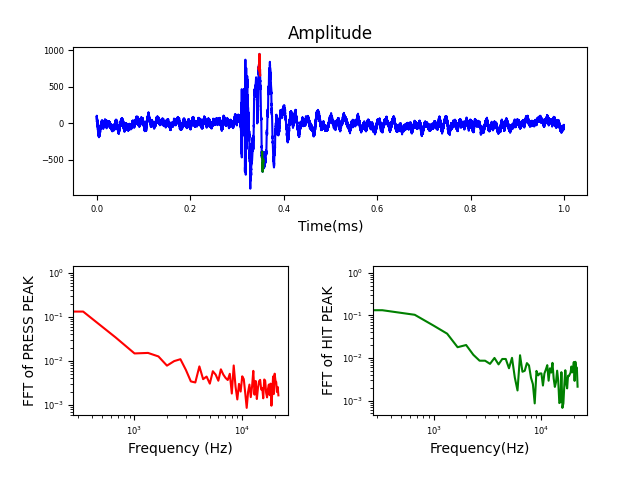 Amplitude
1000
500
0
−500
0.0 0.2 0.4 0.6 0.8 1.0
Time(ms)
FFT of PRESS PEAK
10⁰
10⁻¹
10⁻²
10⁻³
10³ 10⁴
Frequency (Hz)
FFT of HIT PEAK
10⁰
10⁻¹
10⁻²
10⁻³
10³ 10⁴
Frequency(Hz)